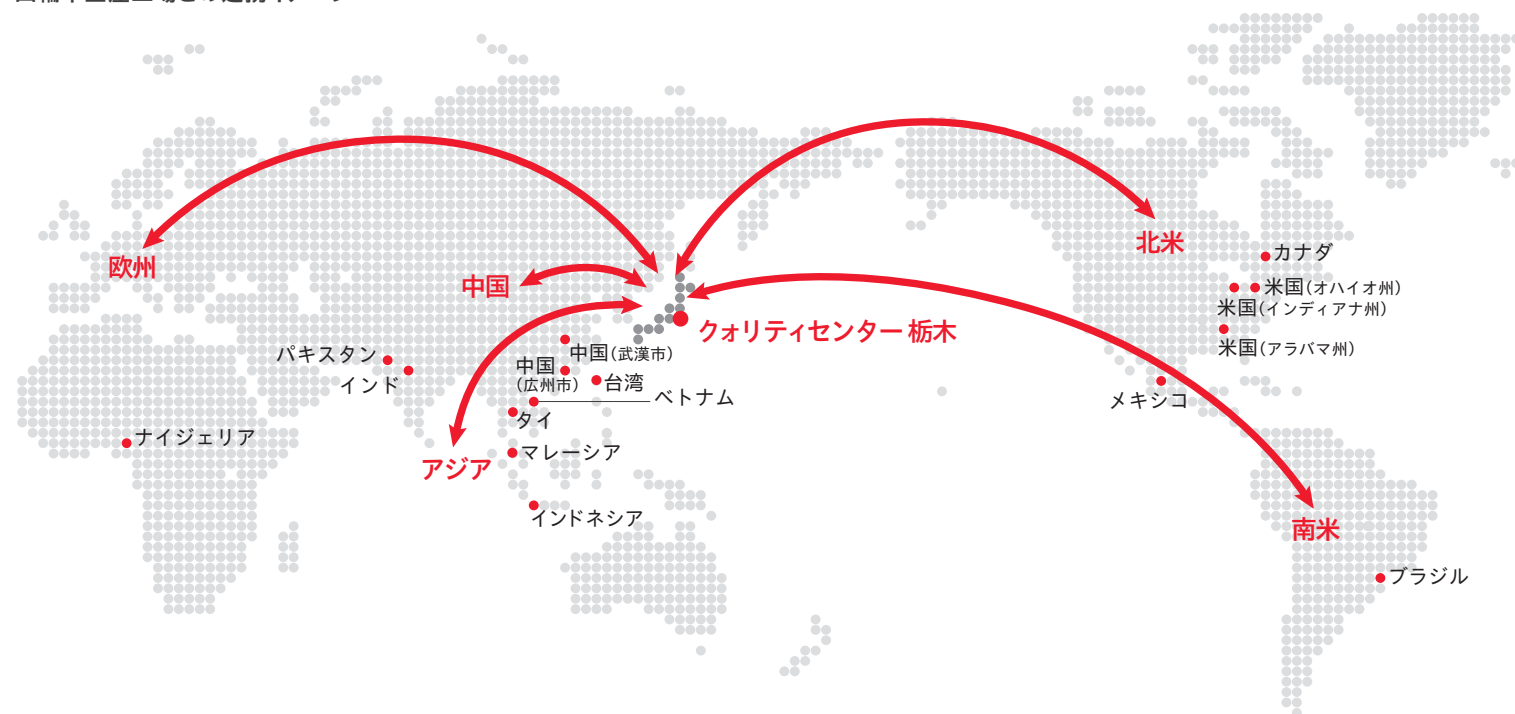 欧州
中国
アジア
北米
南米
クォリティセンター 栃木
パキスタン
インド
ナイジェリア
中国(武漢市)
中国
(広州市)
台湾
ベトナム
タイ
マレーシア
インドネシア
カナダ
米国(オハイオ州)
米国(インディアナ州)
米国(アラバマ州)
メキシコ
ブラジル